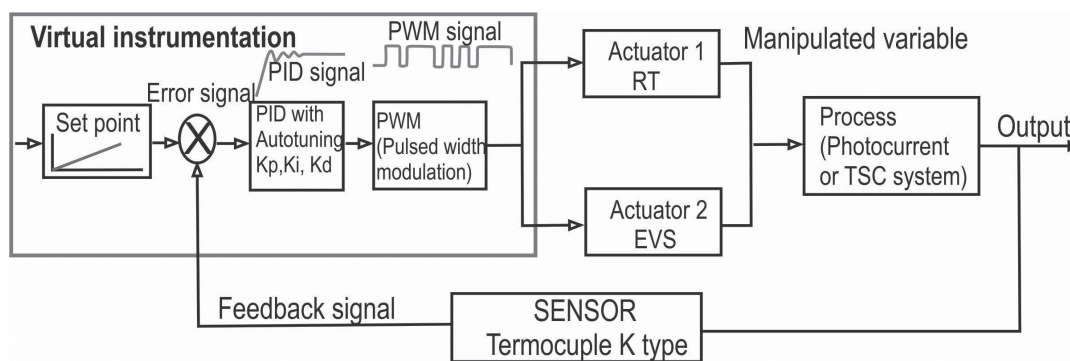 Virtual instrumentation
PWM signal
PID signal
Error signal
Set point
PID with
Autotuning
Kp,Ki, Kd
PWM
(Pulsed width
modulation)
Actuator 1
RT
Manipulated variable
Actuator 2
EVS
Process
(Photocurrent
or TSC system)
Output
Feedback signal
SENSOR
Termocuple K type